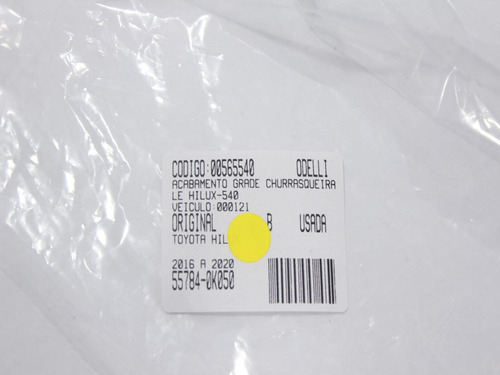 CODIGO:00565540 ODELLI
ACABAMENTO GRADE CHURRASQUEIRA
LE HILUX-540
VEICULO:000121
ORIGINAL B USADA
TOYOTA
2016 A 2020
55784-0K050